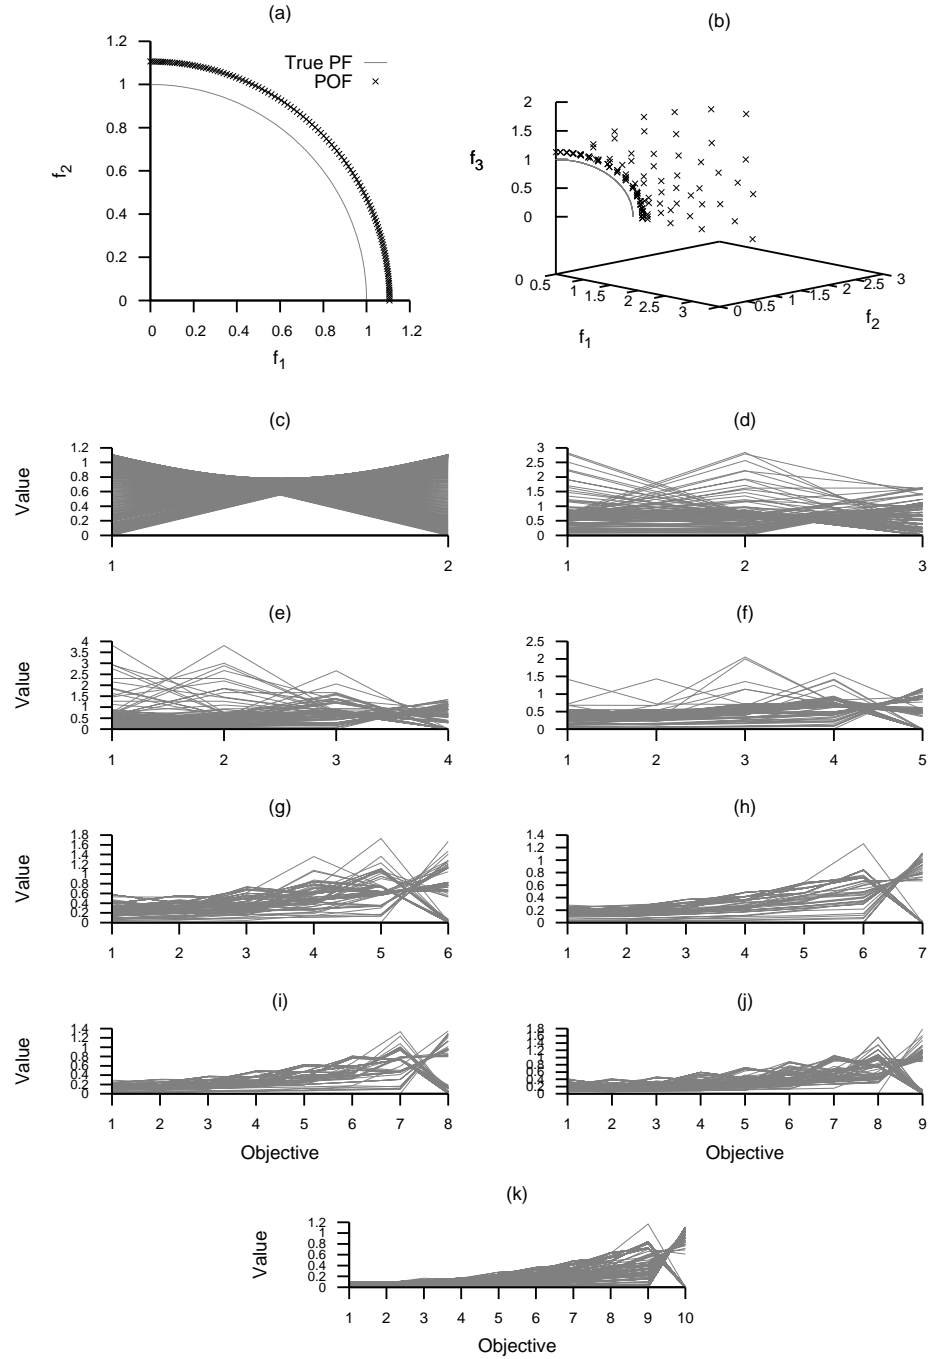 (a)
1.2
1
0.8
0.6
0.4
0.2
0
f2
True PF
POF
0 0.2 0.4 0.6 0.8 1 1.2
f1
(b)
2
1.5
1
0.5
0
f3
0 0.5 1 1.5 2 2.5 3
f1
0 0.5 1 1.5 2 2.5 3
f2
(c)
Value
1.2
1
0.8
0.6
0.4
0.2
0
1 2
(d)
3
2.5
2
1.5
1
0.5
0
1 2 3
(e)
Value
4
3.5
3
2.5
2
1.5
1
0.5
0
1 2 3 4
(f)
2.5
2
1.5
1
0.5
0
1 2 3 4 5
(g)
Value
1.8
1.6
1.4
1.2
1
0.8
0.6
0.4
0.2
0
1 2 3 4 5 6
(h)
1.4
1.2
1
0.8
0.6
0.4
0.2
0
1 2 3 4 5 6 7
(i)
Value
1.4
1.2
1
0.8
0.6
0.4
0.2
0
1 2 3 4 5 6 7 8
Objective
(j)
1.8
1.6
1.4
1.2
1
0.8
0.6
0.4
0.2
0
1 2 3 4 5 6 7 8 9
Objective
(k)
Value
1.2
1
0.8
0.6
0.4
0.2
0
1 2 3 4 5 6 7 8 9 10
Objective